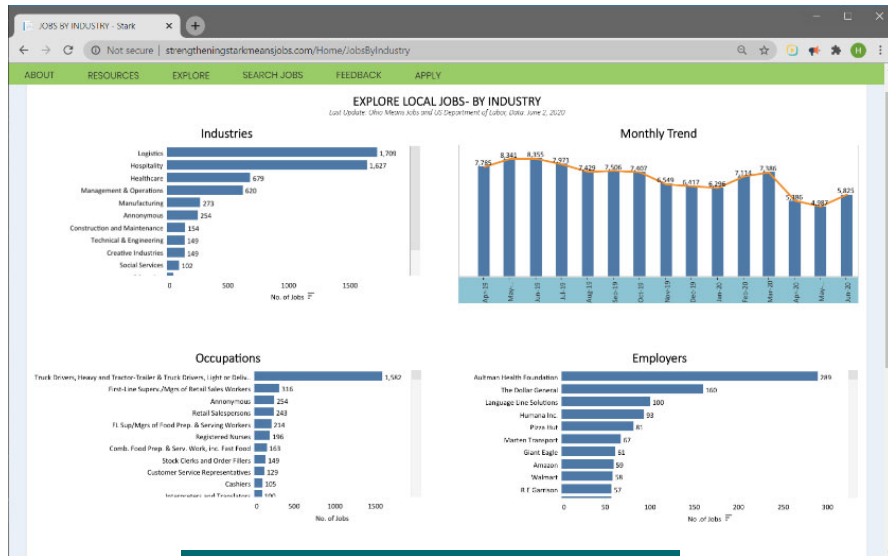 JOBS BY INDUSTRY - Stark
Not secure | strengtheningstarkmeansjobs.com/Home/JobsByIndustry
H
ABOUT RESOURCES EXPLORE SEARCH JOBS FEEDBACK APPLY
EXPLORE LOCAL JOBS- BY INDUSTRY
Last Update: Ohio Means Jobs and US Department of Labor, Data: June 2, 2020
Industries
Logistics 1,709
Hospitality 1,627
Healthcare 679
Management & Operations 620
Manufacturing 273
Annonymous 254
Construction and Maintenance 154
Technical & Engineering 149
Creative Industries 149
Social Services 102
0 500 1000 1500
No. of Jobs
Monthly Trend
7,785 8,341 8,355 7,973 7,429 7,506 7,407 6,549 6,417 6,296 7,114 7,386 4,987 5,825
Apr-19 May-.. Jun-19 Jul-19 Aug-19 Sep-19 Oct-19 Nov-19 Dec-19 Jan-20 Feb-20 Mar-20 Apr-20 May-.. Jun-20
Occupations
Truck Drivers, Heavy and Tractor-Trailer & Truck Drivers, Light or Deliv.. 1,582
First-Line Superv./Mgrs of Retail Sales Workers 316
Annonymous 254
Retail Salespersons 243
FL Sup/Mgrs of Food Prep. & Serving Workers 214
Registered Nurses 196
Comb. Food Prep. & Serv. Work, inc. Fast Food 163
Stock Clerks and Order Fillers 149
Customer Service Representatives 129
Cashiers 105
Interpreters and Translators 100
0 500 1000 1500
No. of Jobs
Employers
Aultman Health Foundation 289
The Dollar General 160
Language Line Solutions 100
Humana Inc. 93
Pizza Hut 81
Marten Transport 67
Giant Eagle 61
Amazon 59
Walmart 58
R E Garrison 57
0 50 100 150 200 250 300
No .of Jobs